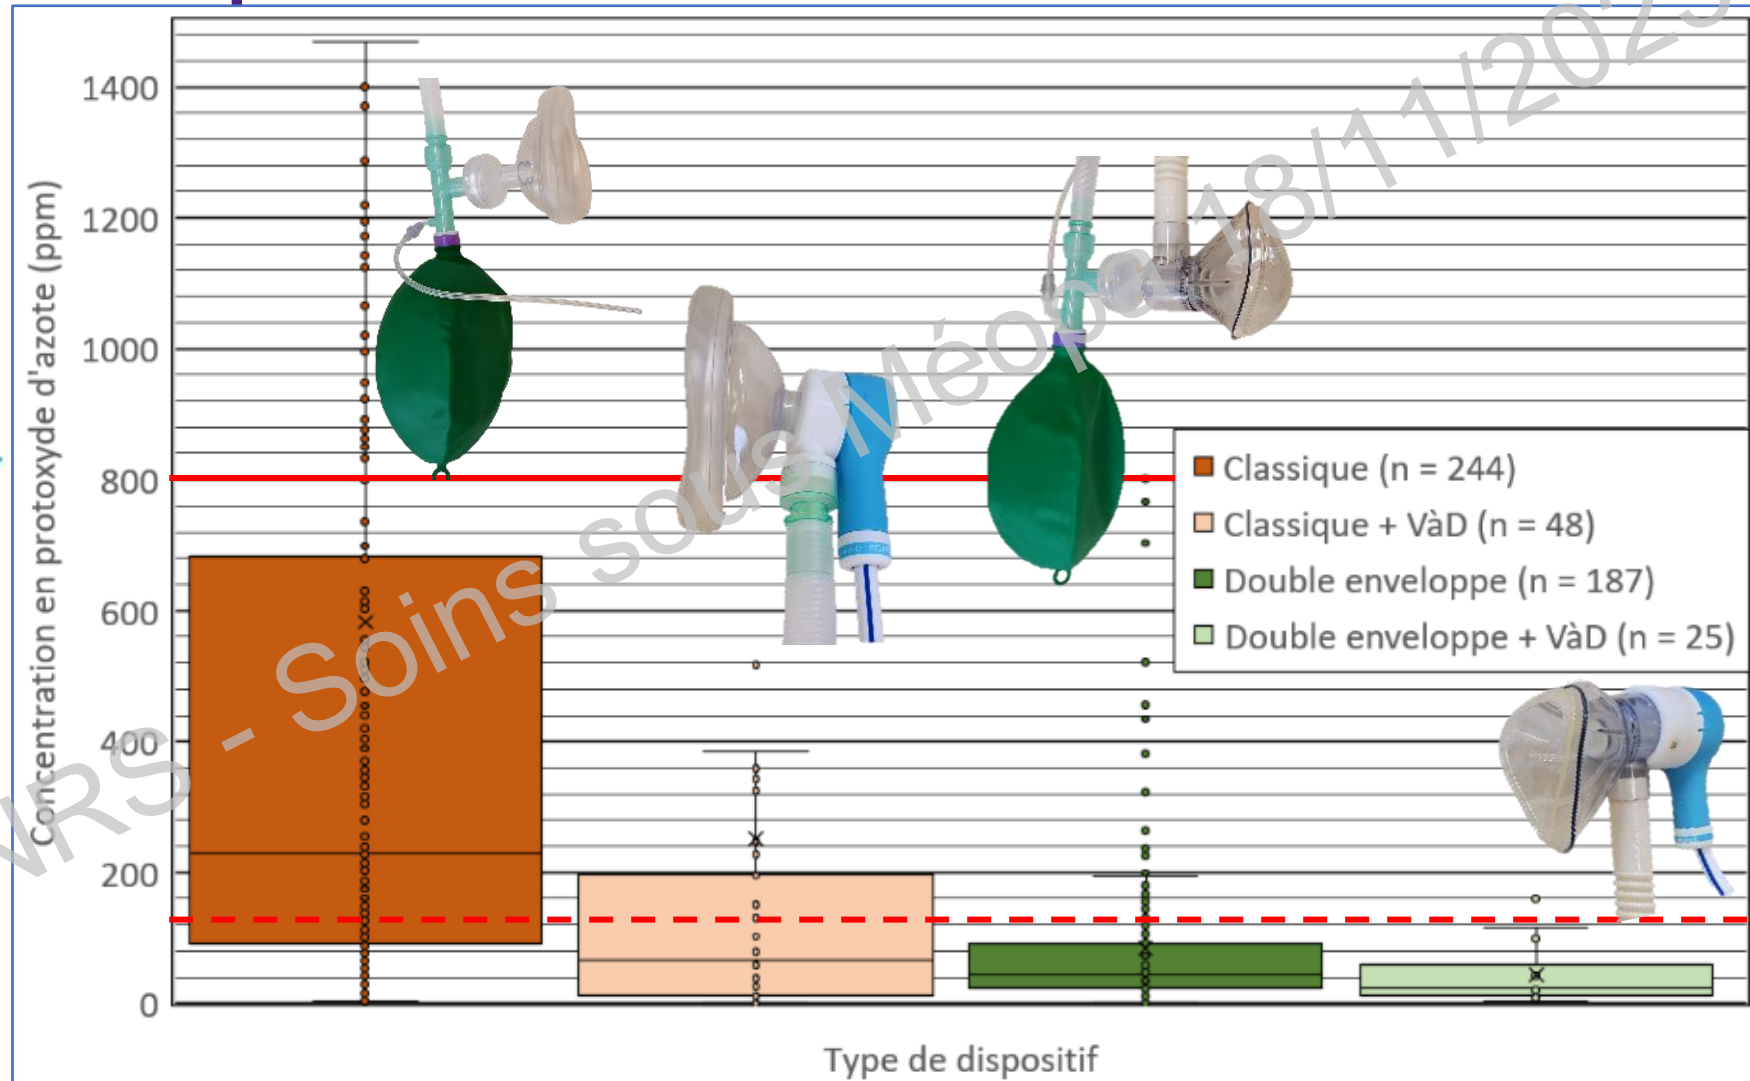 Concentration en protoxyde d'azote (ppm)
1400
1200
1000
800
600
400
200
0
Classique (n = 244)
Classique + VàD (n = 48)
Double enveloppe (n = 187)
Double enveloppe + VàD (n = 25)
Type de dispositif
NRS - Soins sous Méopa 18/11/2023